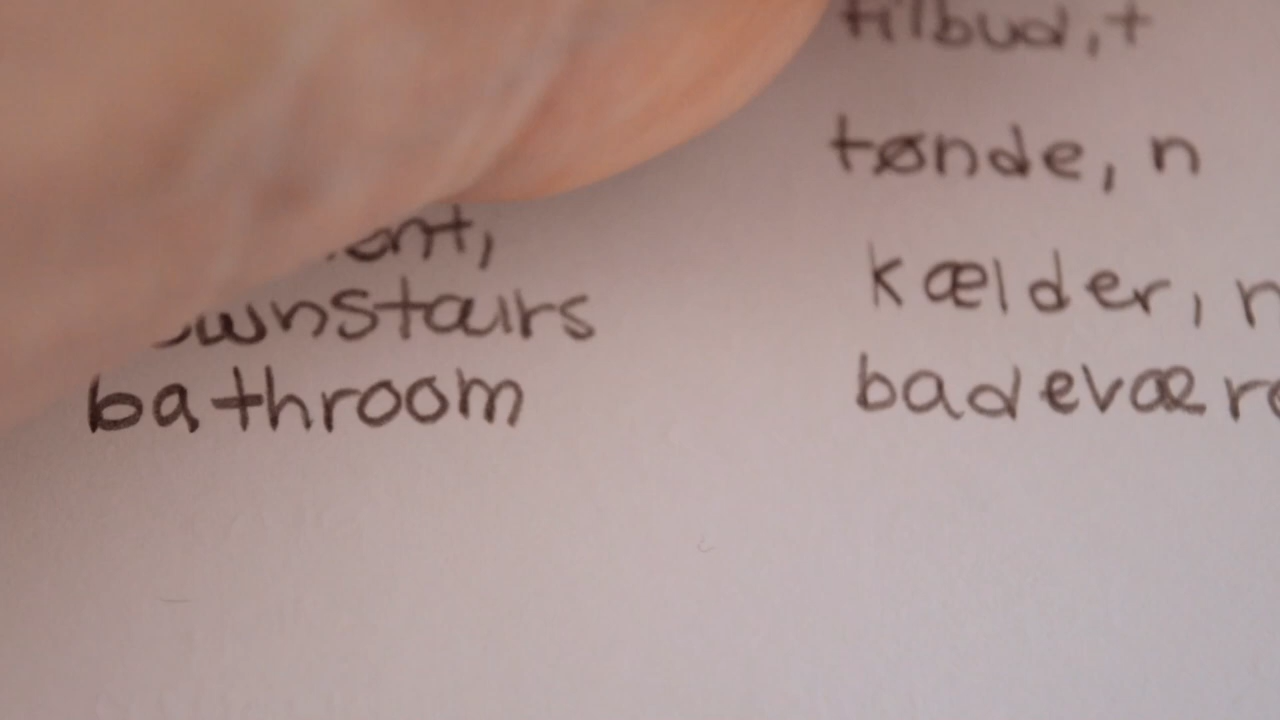 tilbud, t
tønde, n
kælder, n
downstairs
bathroom